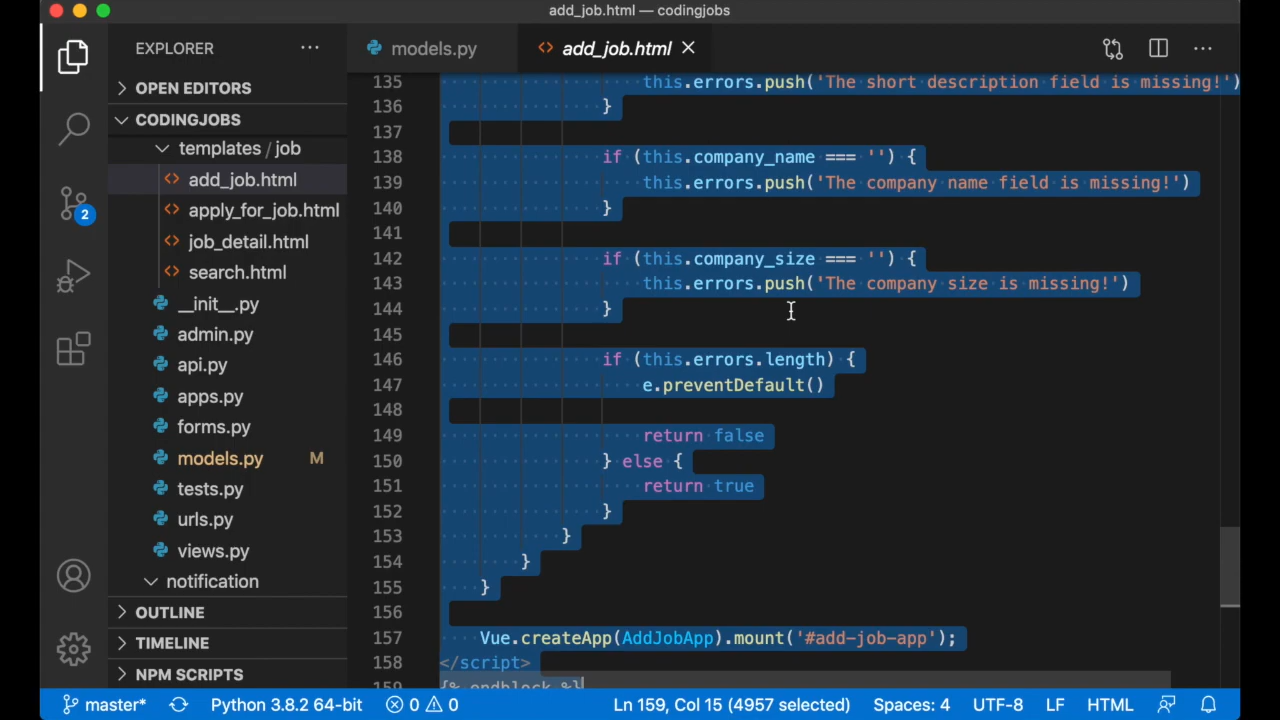 add_job.html — codingjobs
EXPLORER
models.py
add_job.html
OPEN EDITORS
CODINGJOBS
templates / job
add_job.html
apply_for_job.html
job_detail.html
search.html
__init__.py
admin.py
api.py
apps.py
forms.py
models.py M
tests.py
urls.py
views.py
notification
OUTLINE
TIMELINE
NPM SCRIPTS
2
135 this.errors.push('The short description field is missing!')
136 }
137
138 if (this.company_name === '') {
139 this.errors.push('The company name field is missing!')
140 }
141
142 if (this.company_size === '') {
143 this.errors.push('The company size is missing!')
144 }
145
146 if (this.errors.length) {
147 e.preventDefault()
148
149 return false
150 } else {
151 return true
152 }
153 }
154 }
155 }
156
157 Vue.createApp(AddJobApp).mount('#add-job-app');
158 </script>
159 {% endblock %}
master* Python 3.8.2 64-bit 0 0 Ln 159, Col 15 (4957 selected) Spaces: 4 UTF-8 LF HTML